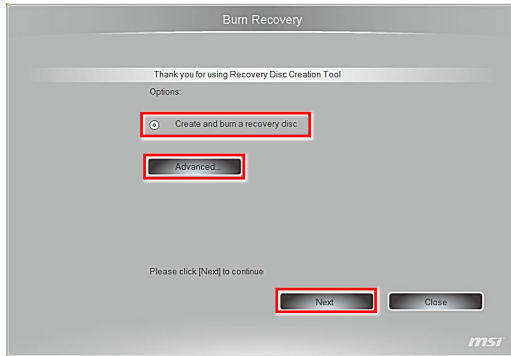 Burn Recovery
Thank you for using Recovery Disc Creation Tool
Options:
Create and burn a recovery disc
Advanced...
Please click [Next] to continue
Next
Close
msi